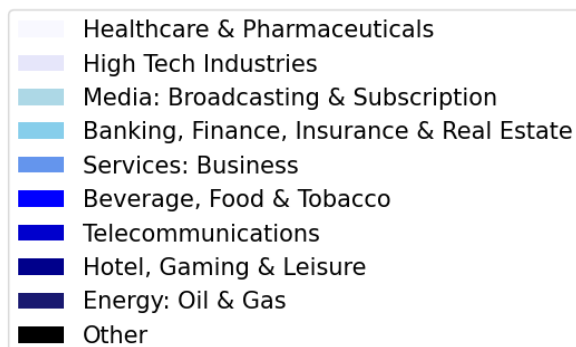 Healthcare & Pharmaceuticals
High Tech Industries
Media: Broadcasting & Subscription
Banking, Finance, Insurance & Real Estate
Services: Business
Beverage, Food & Tobacco
Telecommunications
Hotel, Gaming & Leisure
Energy: Oil & Gas
Other